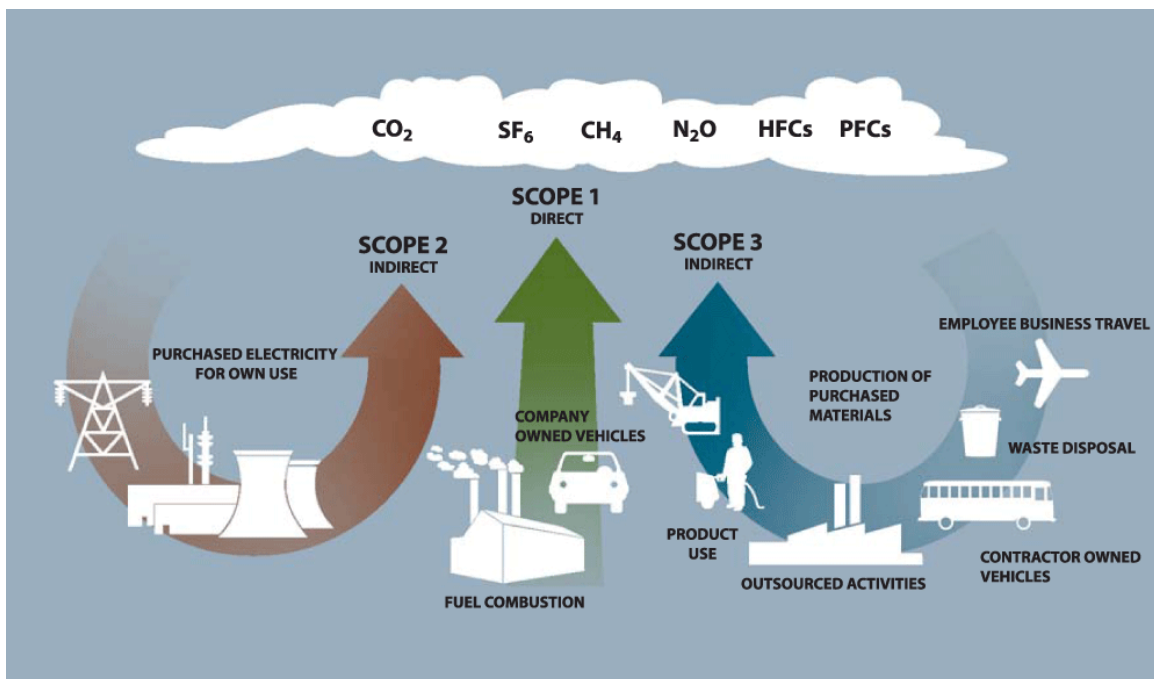 CO₂ SF₆ CH₄ N₂O HFCs PFCs
SCOPE 1
DIRECT
SCOPE 2
INDIRECT
SCOPE 3
INDIRECT
PURCHASED ELECTRICITY
FOR OWN USE
COMPANY
OWNED VEHICLES
FUEL COMBUSTION
PRODUCTION OF
PURCHASED
MATERIALS
EMPLOYEE BUSINESS TRAVEL
WASTE DISPOSAL
PRODUCT
USE
OUTSOURCED ACTIVITIES
CONTRACTOR OWNED
VEHICLES